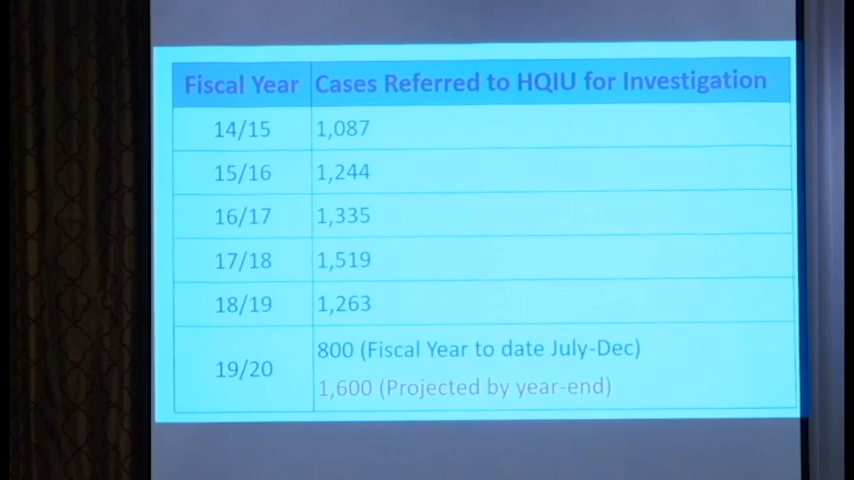 Fiscal Year Cases Referred to HQIU for Investigation
14/15 1,087
15/16 1,244
16/17 1,335
17/18 1,519
18/19 1,263
19/20 800 (Fiscal Year to date July-Dec)
1,600 (Projected by year-end)